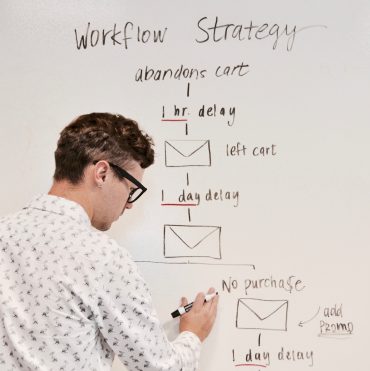 Workflow Strategy
abandons cart
1 hr. delay
left cart
1 day delay
No purchase
add
PROMO
1 day delay